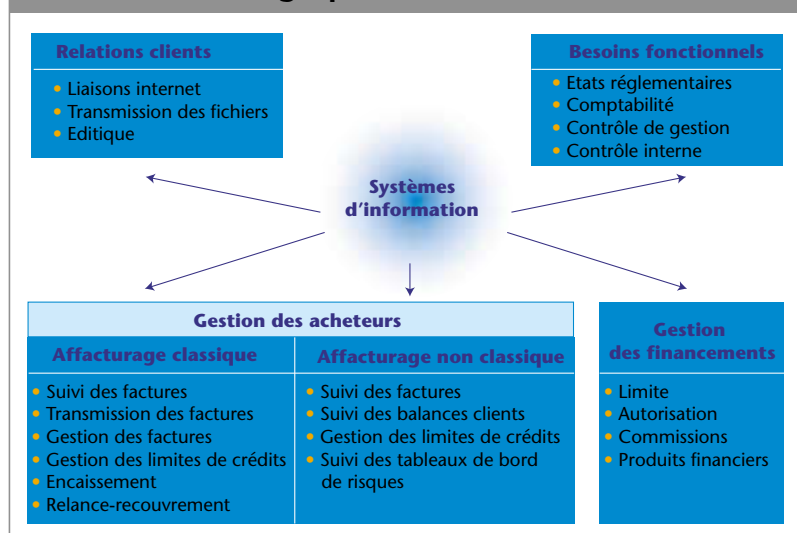 Relations clients
• Liaisons internet
• Transmission des fichiers
• Editique
Besoins fonctionnels
• Etats réglementaires
• Comptabilité
• Contrôle de gestion
• Contrôle interne
Systèmes
d'information
Gestion des acheteurs
Affacturage classique
• Suivi des factures
• Transmission des factures
• Gestion des factures
• Gestion des limites de crédits
• Encaissement
• Relance-recouvrement
Affacturage non classique
• Suivi des factures
• Suivi des balances clients
• Gestion des limites de crédits
• Suivi des tableaux de bord
de risques
Gestion
des financements
• Limite
• Autorisation
• Commissions
• Produits financiers